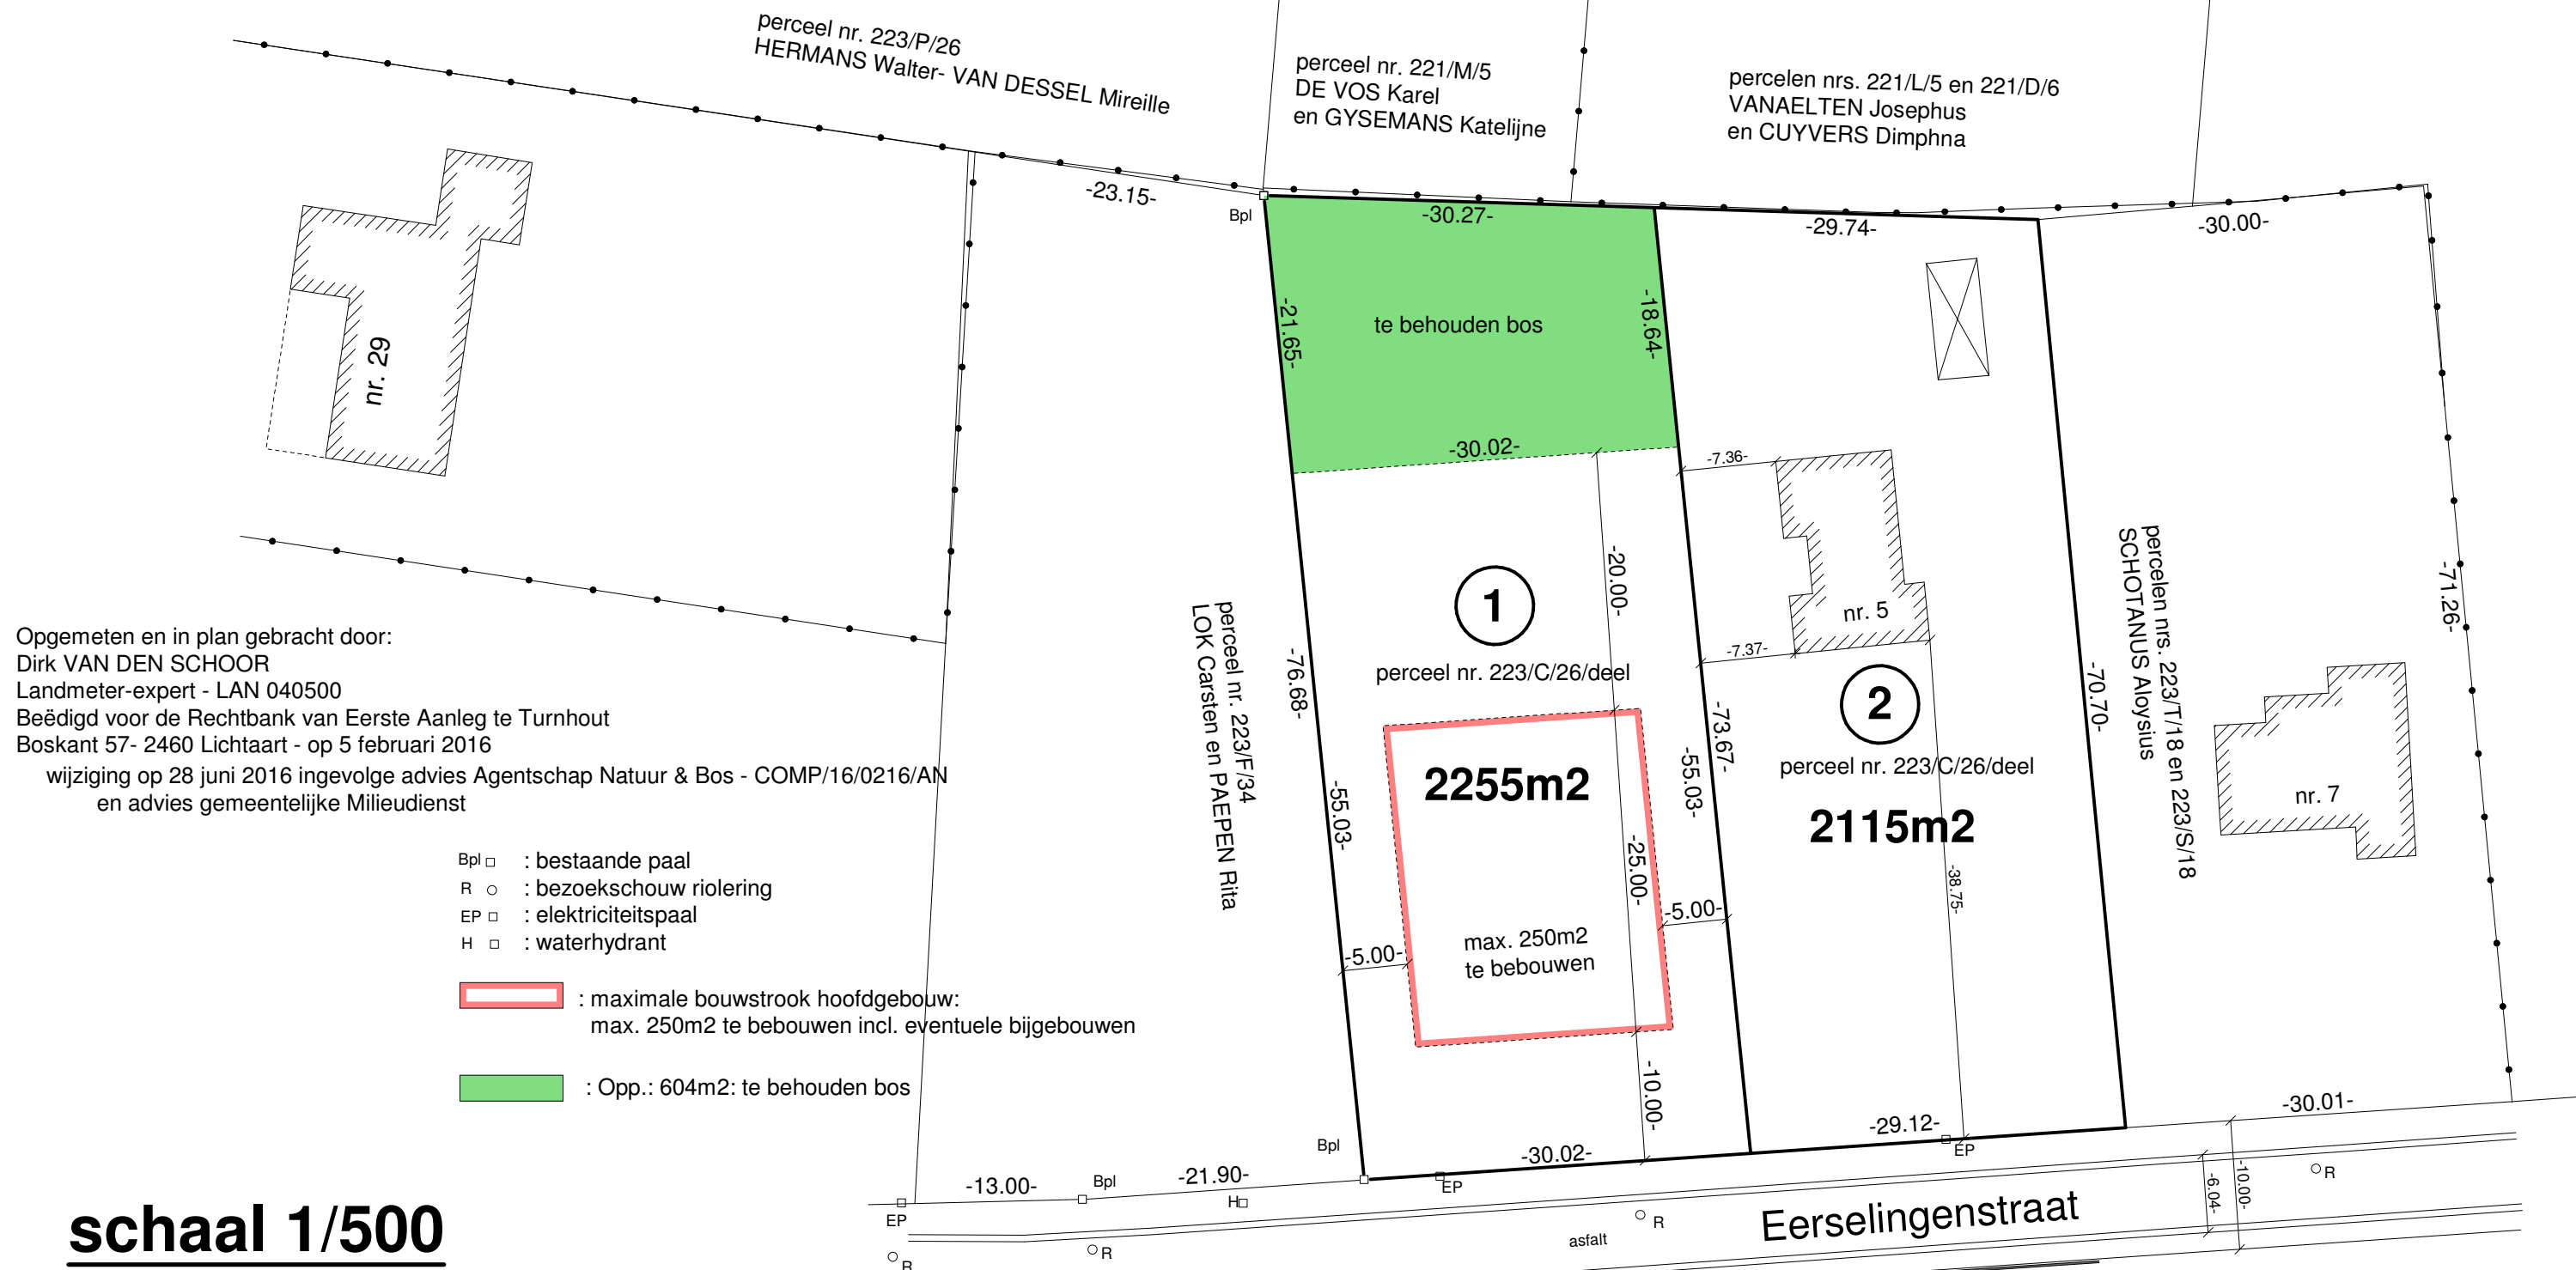 perceel nr. 223/P/26
HERMANS Walter- VAN DESSEL Mireille
perceel nr. 221/M/5
DE VOS Karel
en GYSEMANS Katelijne
percelen nrs. 221/L/5 en 221/D/6
VANAELTEN Josephus
en CUYVERS Dimphna
-23.15-
Bpl
-30.27-
-29.74-
-30.00-
nr. 29
-21.65-
te behouden bos
-18.64-
-30.02-
-7.36-
-20.00-
1
perceel nr. 223/C/26/deel
nr. 5
-7.37-
2
perceel nr. 223/C/26/deel
2115m2
-38.75-
perceel nr. 223/F/34
LOK Carsten en PAEPEN Rita
-76.68-
-55.03-
2255m2
-25.00-
-55.03-
-73.67-
-70.70-
percelen nrs. 223/T/18 en 223/S/18
SCHOTANUS Aloysius
nr. 7
-71.26-
-5.00-
max. 250m2
te bebouwen
-5.00-
-10.00-
Opgemeten en in plan gebracht door:
Dirk VAN DEN SCHOOR
Landmeter-expert - LAN 040500
Beëdigd voor de Rechtbank van Eerste Aanleg te Turnhout
Boskant 57- 2460 Lichtaart - op 5 februari 2016
wijziging op 28 juni 2016 ingevolge advies Agentschap Natuur & Bos - COMP/16/0216/AN
en advies gemeentelijke Milieudienst
Bpl : bestaande paal
R : bezoekschouw riolering
EP : elektriciteitspaal
H : waterhydrant
: maximale bouwstrook hoofdgebouw:
max. 250m2 te bebouwen incl. eventuele bijgebouwen
: Opp.: 604m2: te behouden bos
Bpl
-30.02-
-29.12-
-30.01-
EP
EP
-13.00-
Bpl
-21.90-
H
EP
R
R
R
R
asfalt
Eerselingenstraat
-6.04-
-10.00-
schaal 1/500